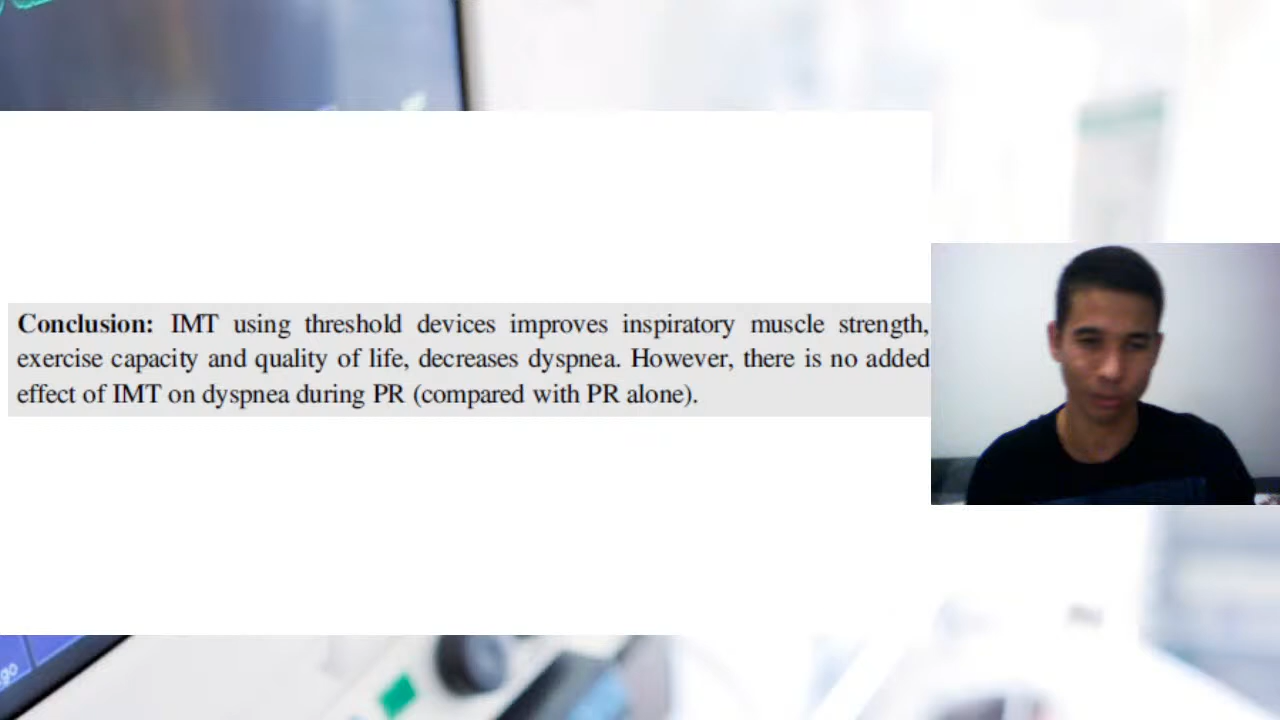 Conclusion: IMT using threshold devices improves inspiratory muscle strength,
exercise capacity and quality of life, decreases dyspnea. However, there is no added
effect of IMT on dyspnea during PR (compared with PR alone).